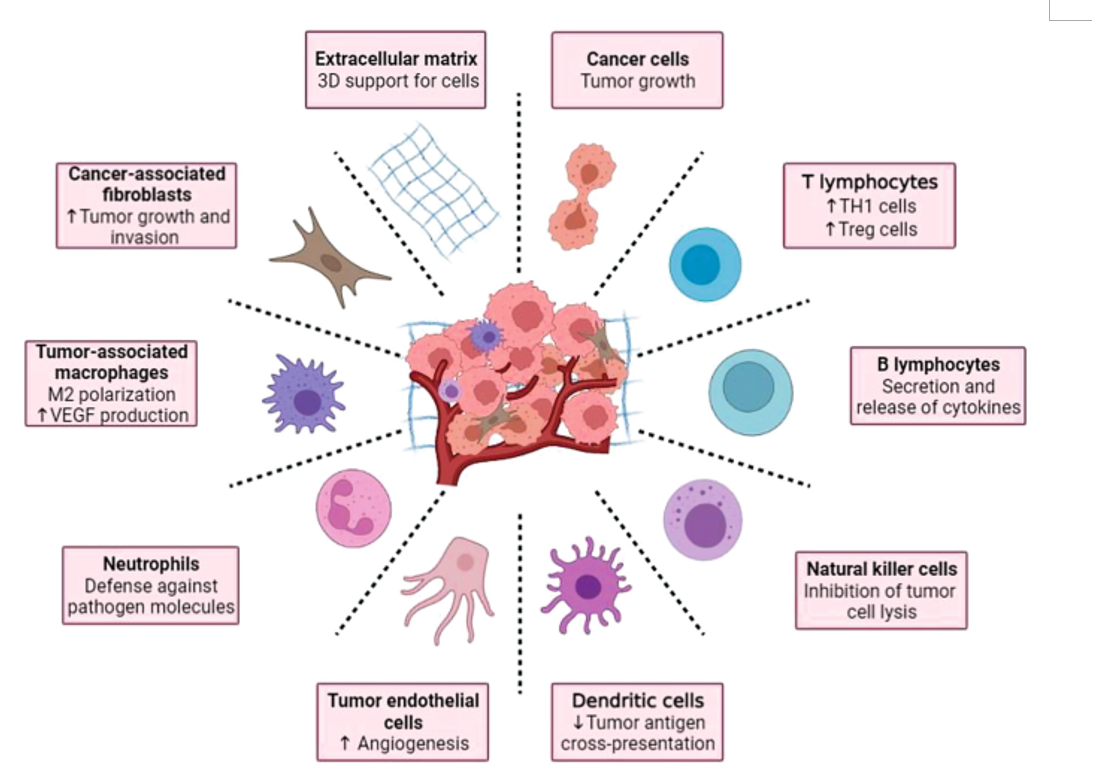 Extracellular matrix
3D support for cells
Cancer cells
Tumor growth
Cancer-associated
fibroblasts
↑Tumor growth and
invasion
T lymphocytes
↑TH1 cells
↑Treg cells
Tumor-associated
macrophages
M2 polarization
↑VEGF production
B lymphocytes
Secretion and
release of cytokines
Neutrophils
Defense against
pathogen molecules
Natural killer cells
Inhibition of tumor
cell lysis
Tumor endothelial
cells
↑ Angiogenesis
Dendritic cells
↓Tumor antigen
cross-presentation